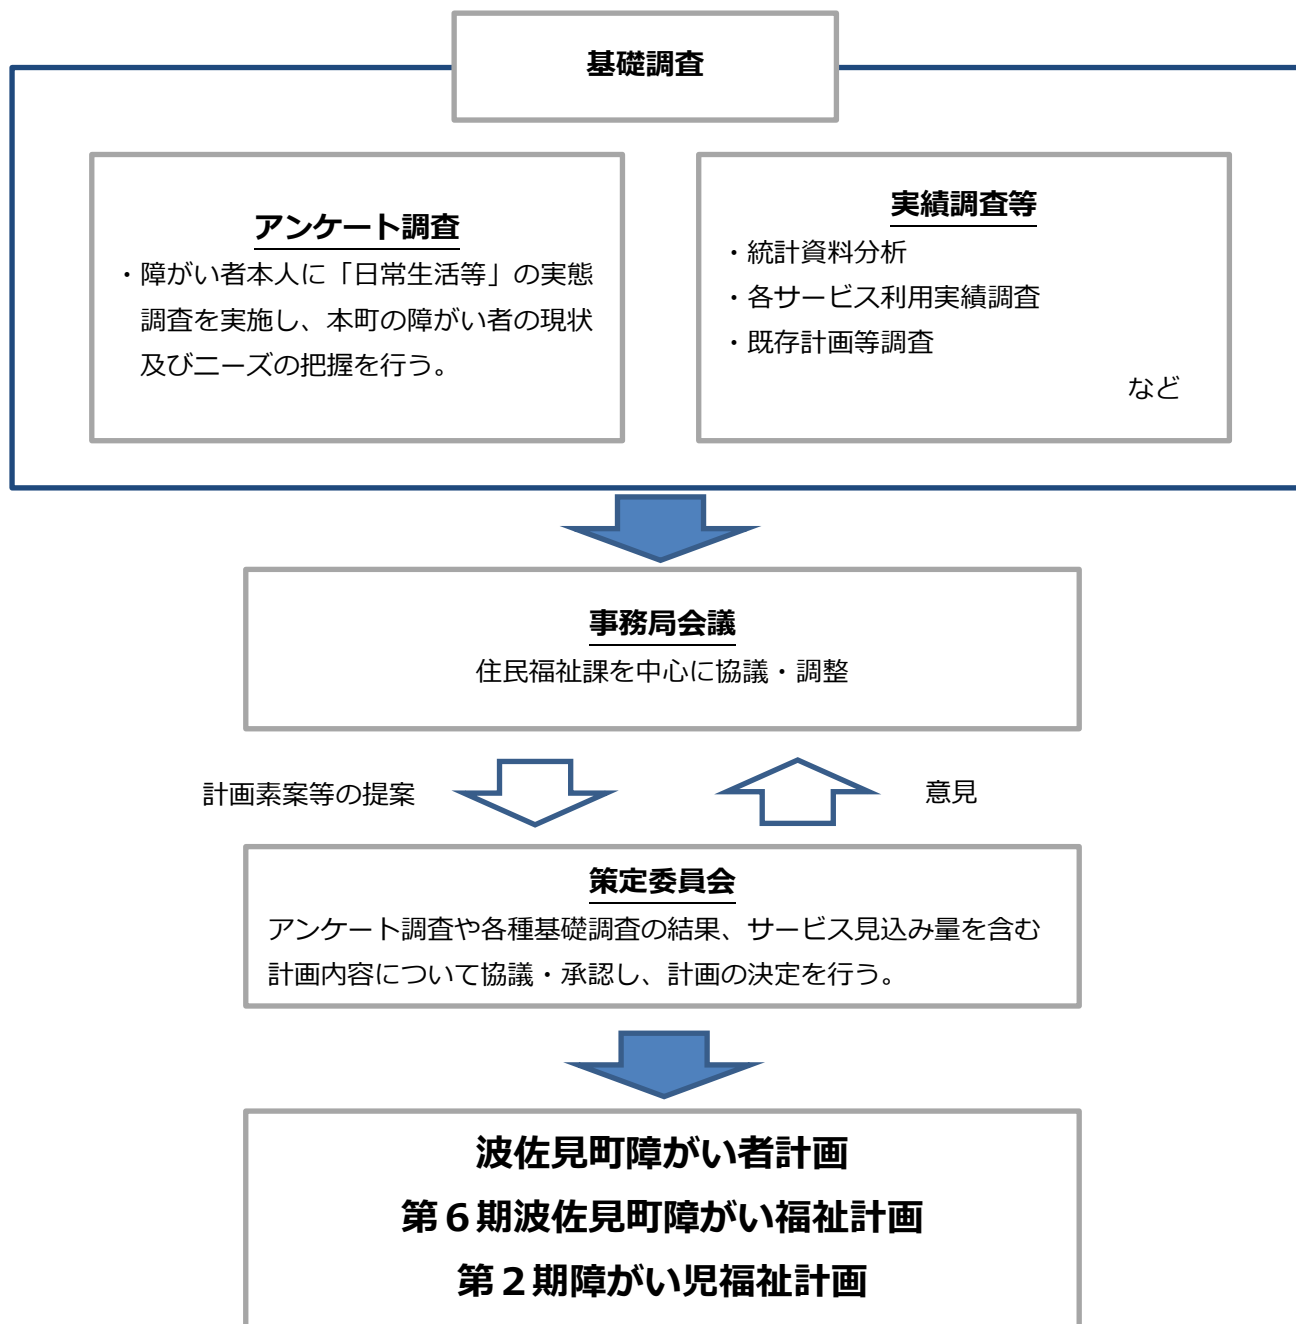 基礎調査
アンケート調査
・障がい者本人に「日常生活等」の実態
調査を実施し、本町の障がい者の現状
及びニーズの把握を行う。
実績調査等
・統計資料分析
・各サービス利用実績調査
・既存計画等調査
など
事務局会議
住民福祉課を中心に協議・調整
計画素案等の提案
意見
策定委員会
アンケート調査や各種基礎調査の結果、サービス見込み量を含む
計画内容について協議・承認し、計画の決定を行う。
波佐見町障がい者計画
第６期波佐見町障がい福祉計画
第２期障がい児福祉計画